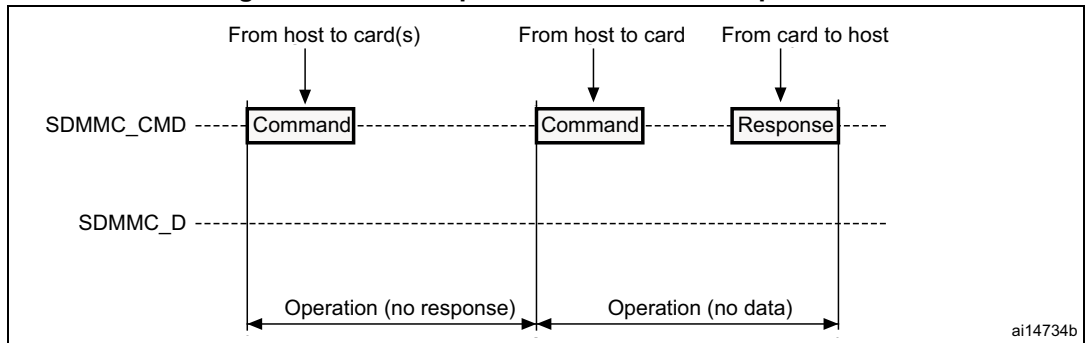 From host to card(s) From host to card From card to host
SDMMC_CMD Command Command Response
SDMMC_D
Operation (no response) Operation (no data)
ai14734b